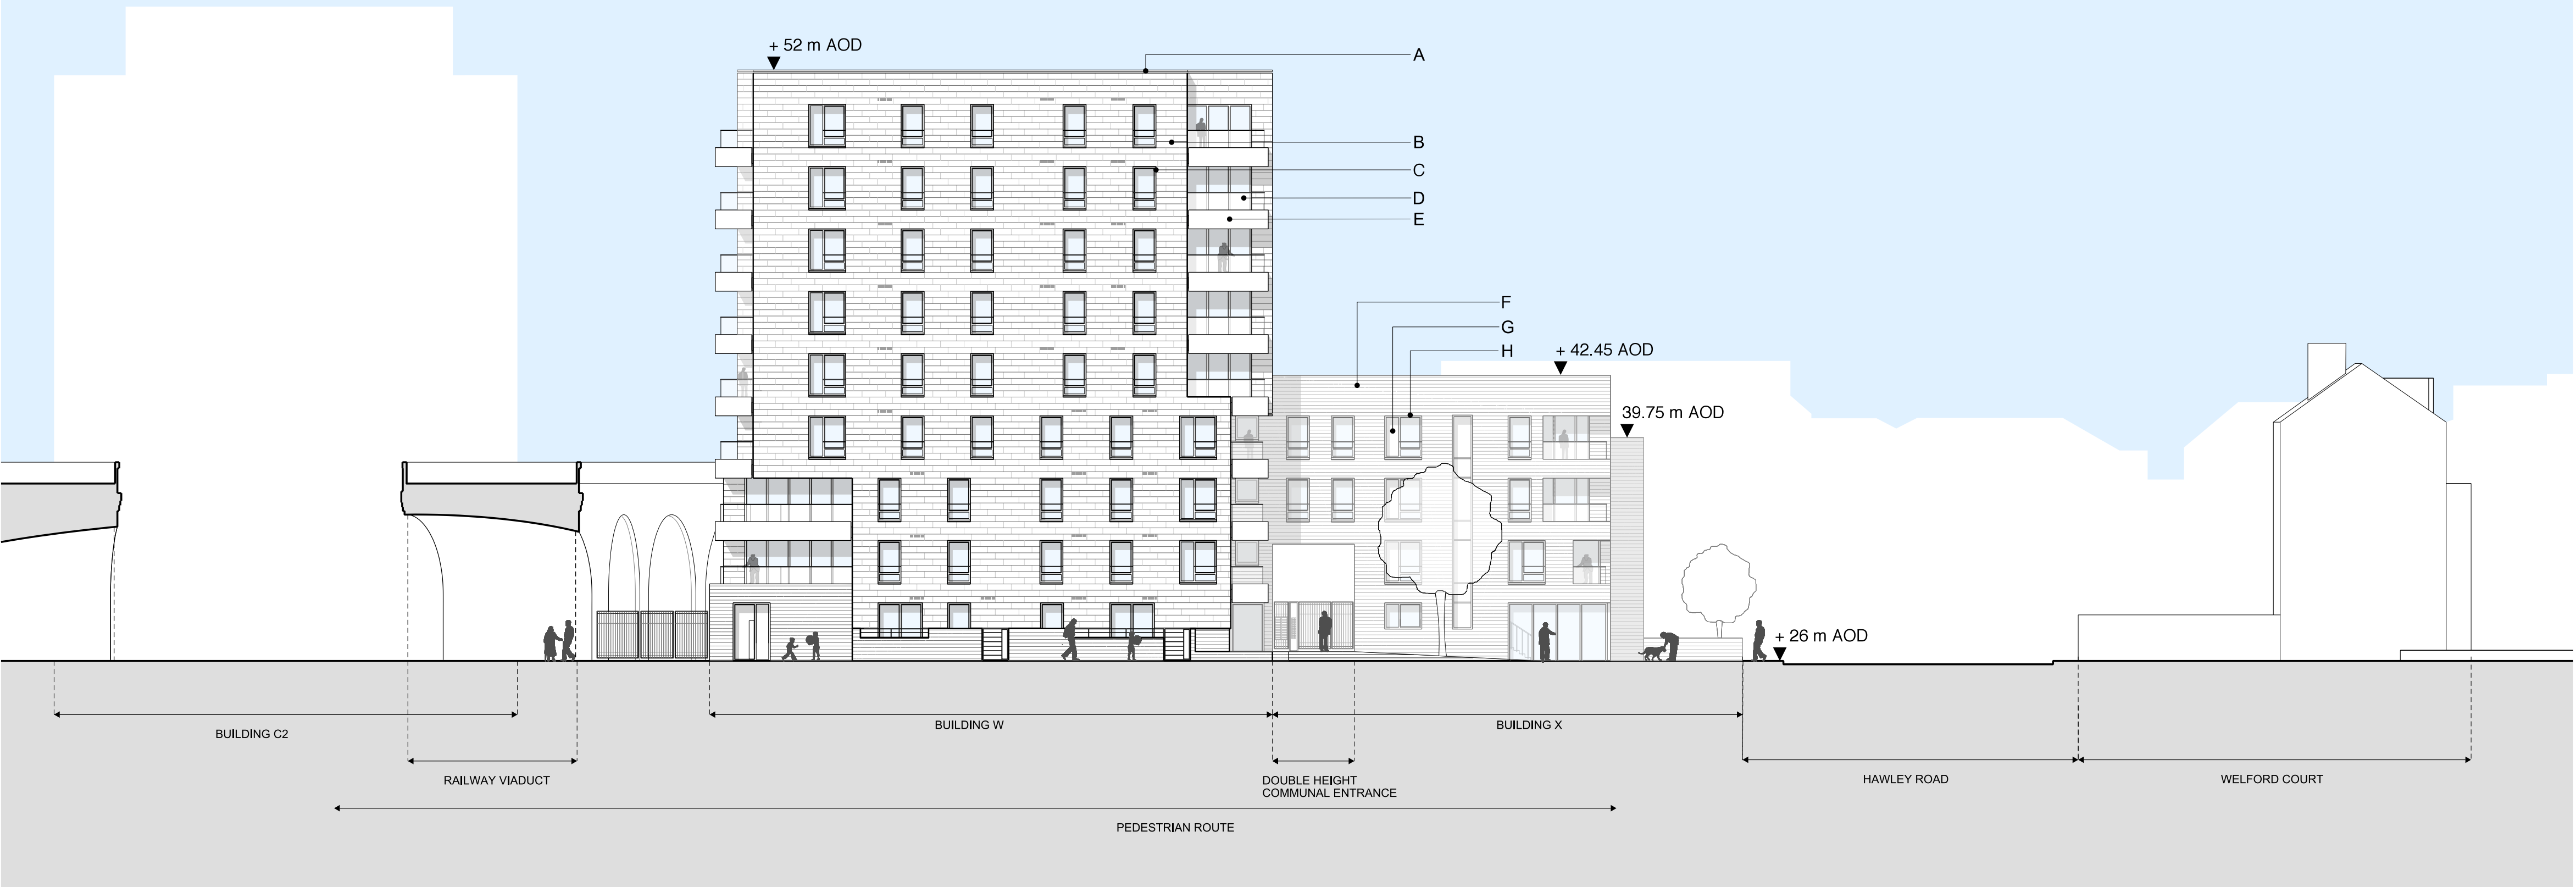 + 52 m AOD
A
B
C
D
E
F
G
H
+ 42.45 AOD
39.75 m AOD
+ 26 m AOD
BUILDING C2
BUILDING W
BUILDING X
RAILWAY VIADUCT
DOUBLE HEIGHT
COMMUNAL ENTRANCE
HAWLEY ROAD
WELFORD COURT
PEDESTRIAN ROUTE